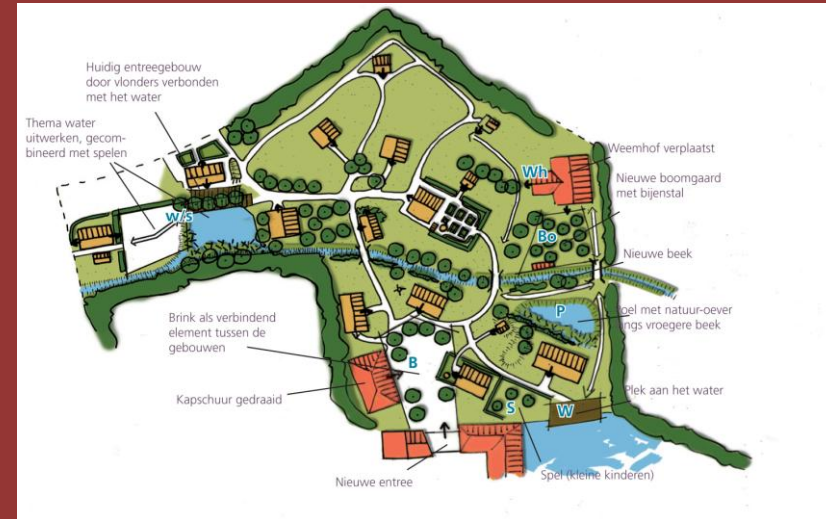 Huidig entreegebouw
door vlonders verbonden
met het water
Thema water
uitwerken, gecom-
bineerd met spelen
w/s
Wh
Weemhof verplaatst
Nieuwe boomgaard
met bijenstal
Bo
Nieuwe beek
P
oel met natuur-oever
ngs vroegere beek
Brink als verbindend
element tussen de
gebouwen
B
Kapschuur gedraaid
Plek aan het water
S
W
Nieuwe entree
Spel (kleine kinderen)